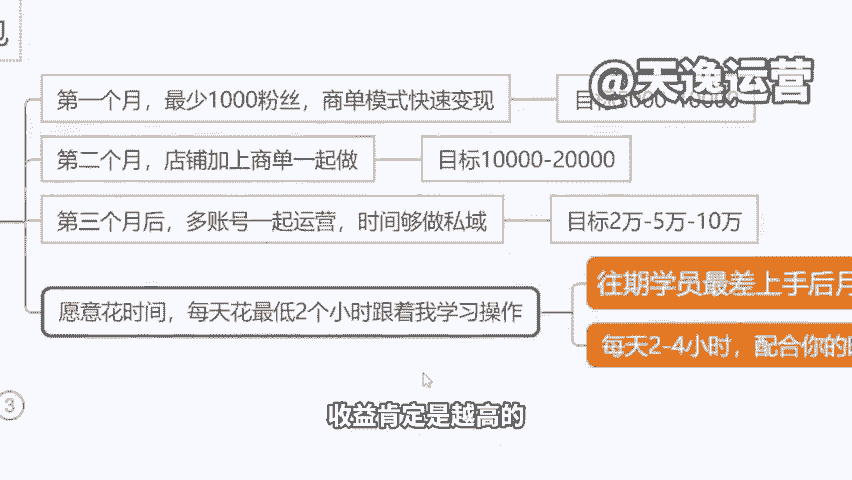 @天逸运营
第一个月，最少1000粉丝，商单模式快速变现
第二个月，店铺加上商单一起做
目标10000-20000
第三个月后，多账号一起运营，时间够做私域
目标2万-5万-10万
愿意花时间，每天花最低2个小时跟着我学习操作
往期学员最差上手后月
每天2-4小时，配合你的
③
收益肯定是越高的